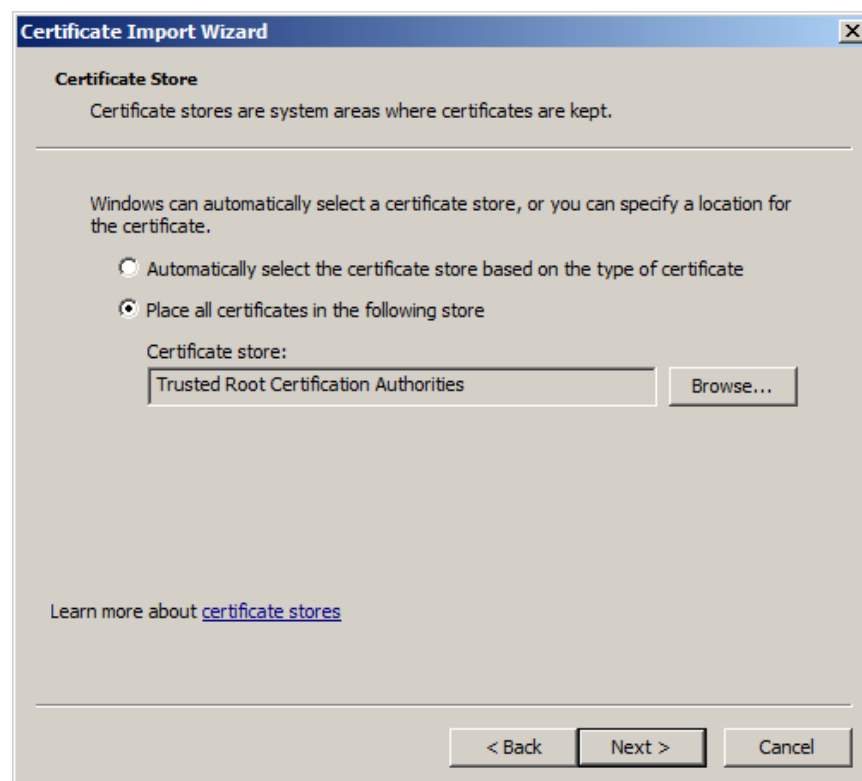 Certificate Import Wizard
Certificate Store
Certificate stores are system areas where certificates are kept.
Windows can automatically select a certificate store, or you can specify a location for
the certificate.
Automatically select the certificate store based on the type of certificate
Place all certificates in the following store
Certificate store:
Trusted Root Certification Authorities
Browse...
Learn more about certificate stores
< Back
Next >
Cancel